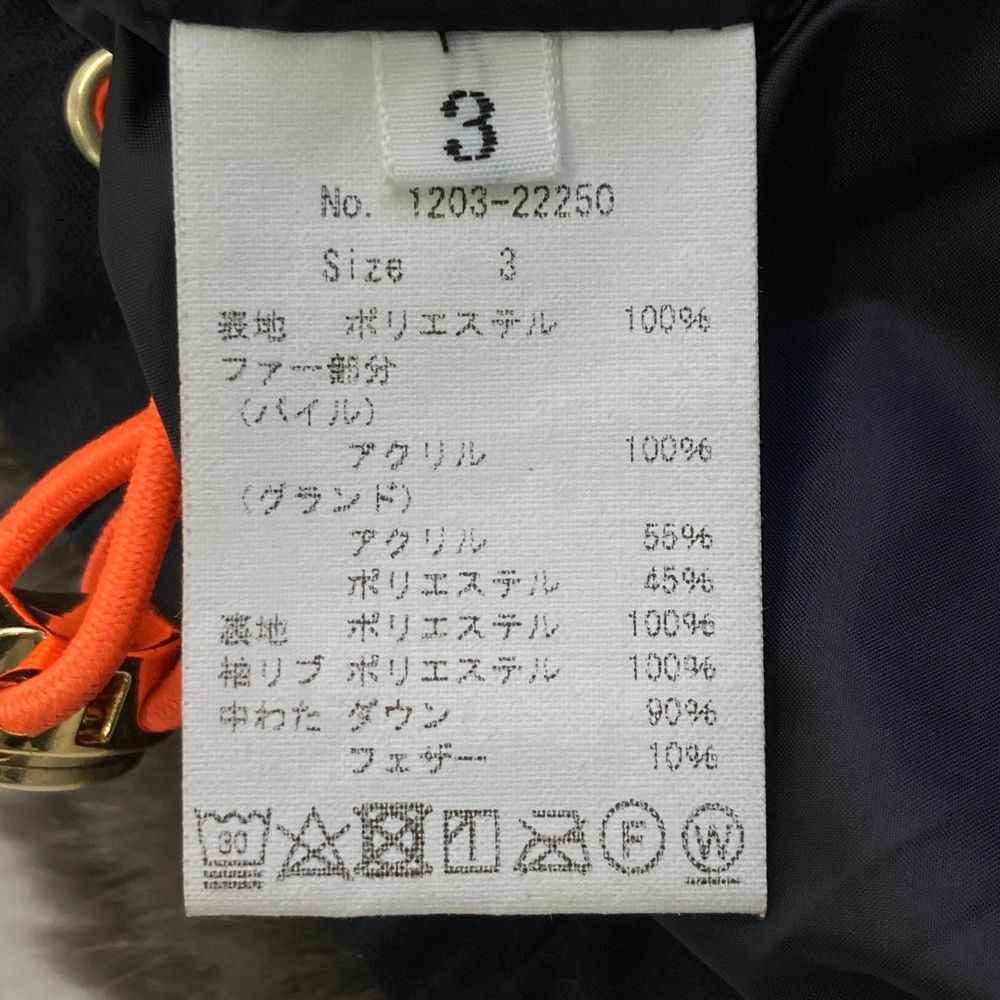 3
No. 1203-22250
Size 3
表地 ポリエステル 100%
ファー部分
(パイル)
アクリル 100%
(グランド)
アクリル 55%
ポリエステル 45%
裏地 ポリエステル 100%
袖リブ ポリエステル 100%
中わた ダウン 90%
フェザー 10%
30 F W